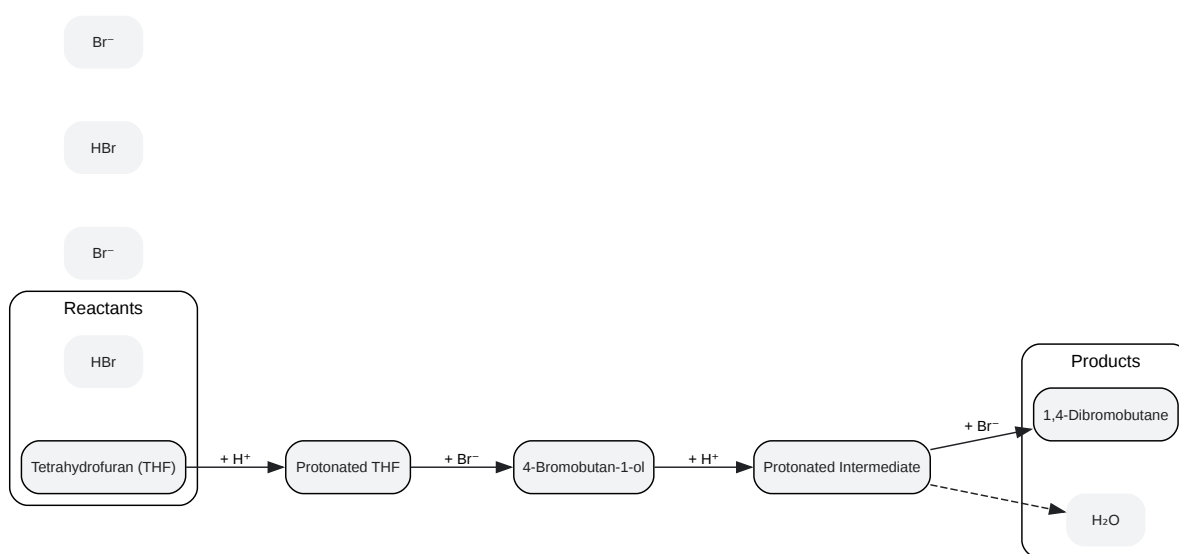 Br⁻
HBr
Br⁻
Reactants
HBr
Tetrahydrofuran (THF)
+ H⁺
Protonated THF
+ Br⁻
4-Bromobutan-1-ol
+ H⁺
Protonated Intermediate
+ Br⁻
Products
1,4-Dibromobutane
H₂O